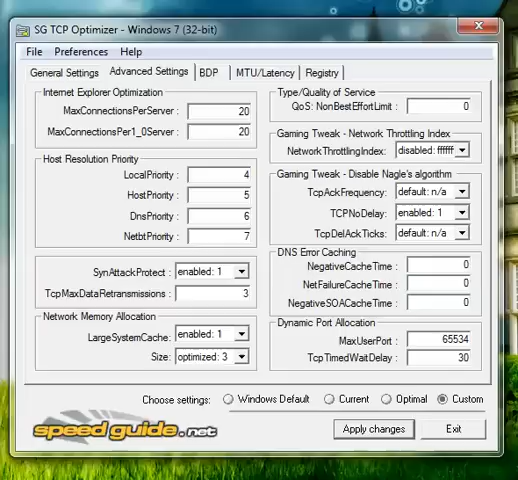 SG TCP Optimizer - Windows 7 (32-bit)
File Preferences Help
General Settings Advanced Settings BDP MTU/Latency Registry
Internet Explorer Optimization
MaxConnectionsPerServer: 20
MaxConnectionsPer1_0Server: 20
Host Resolution Priority
LocalPriority : 4
HostPriority : 5
DnsPriority : 6
NetbtPriority : 7
SynAttackProtect : enabled: 1
TcpMaxDataRetransmissions : 3
Network Memory Allocation
LargeSystemCache: enabled: 1
Size: optimized: 3
Type/Quality of Service
QoS: NonBestEffortLimit : 0
Gaming Tweak - Network Throttling Index
NetworkThrottlingIndex: disabled: ffffff
Gaming Tweak - Disable Nagle's algorithm
TcpAckFrequency: default: n/a
TCPNoDelay: enabled: 1
TcpDelAckTicks: default: n/a
DNS Error Caching
NegativeCacheTime : 0
NetFailureCacheTime : 0
NegativeSOACacheTime : 0
Dynamic Port Allocation
MaxUserPort : 65534
TcpTimedWaitDelay : 30
Choose settings: Windows Default Current Optimal Custom
speed guide.net
Apply changes Exit